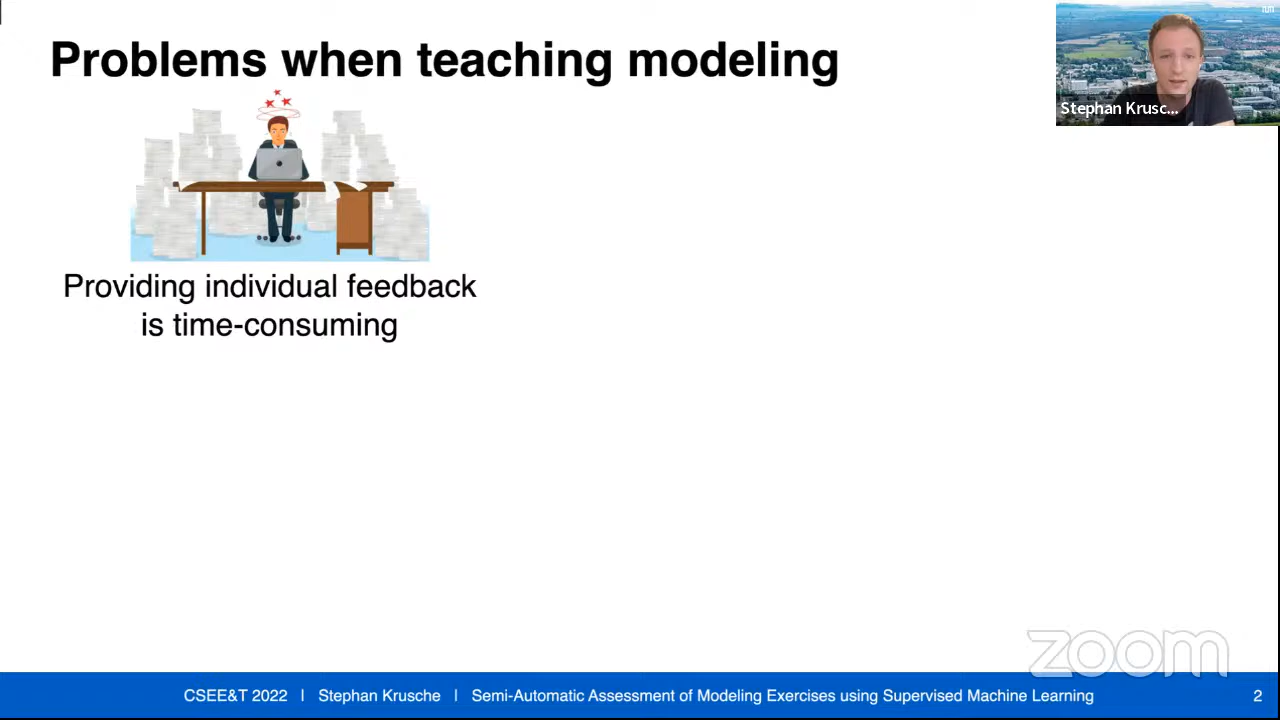 Problems when teaching modeling
Stephan Krusc...
Providing individual feedback
is time-consuming
zoom
CSEE&T 2022 | Stephan Krusche | Semi-Automatic Assessment of Modeling Exercises using Supervised Machine Learning 2